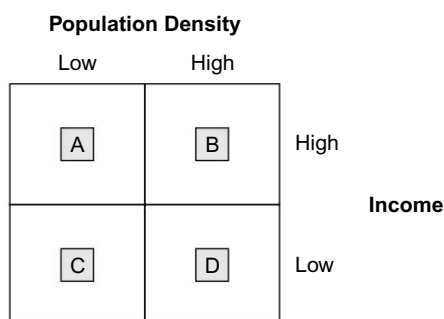 Population Density
Low High
A B High
Income
C D Low